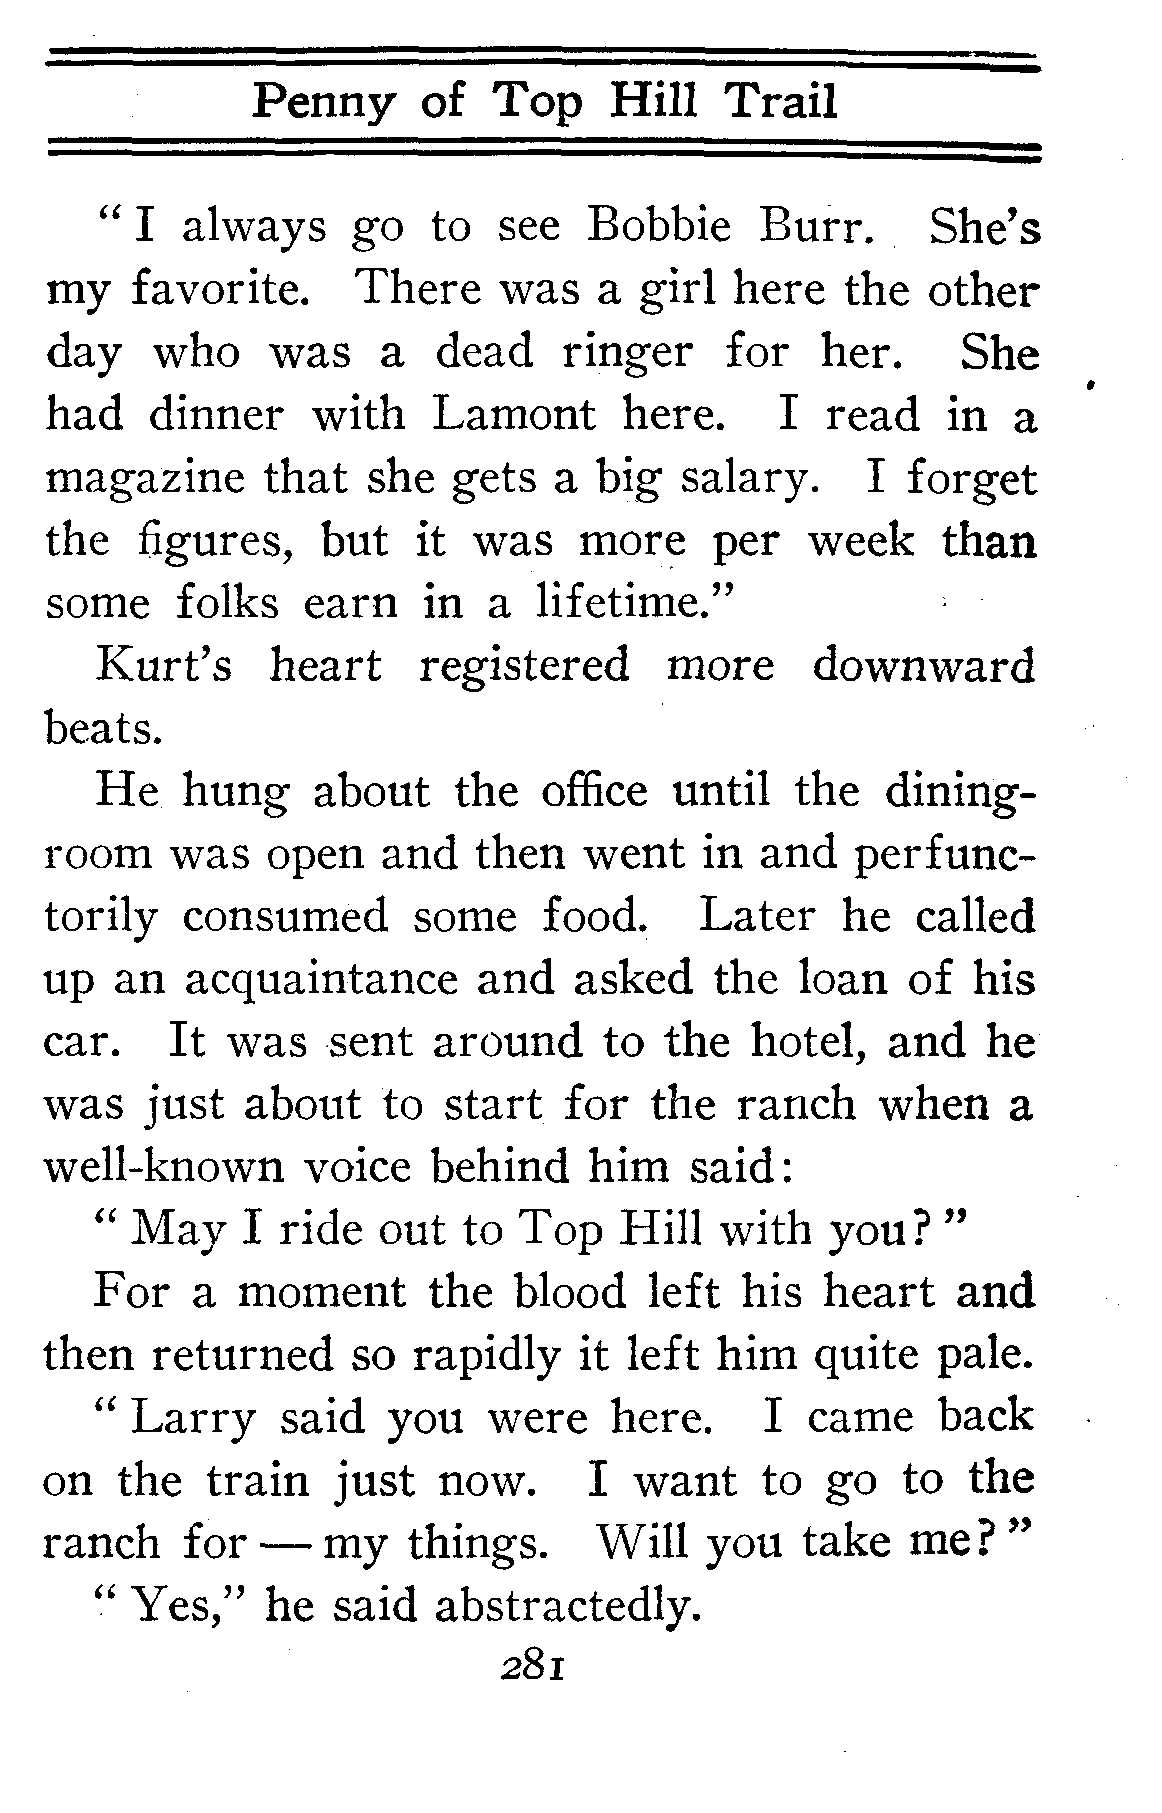 Penny of Top Hill Trail
“ I always go to see Bobbie Burr. She’s
my favorite. There was a girl here the other
day who was a dead ringer for her. She
had dinner with Lamont here. I read in a
magazine that she gets a big salary. I forget
the figures, but it was more per week than
some folks earn in a lifetime.”
Kurt’s heart registered more downward
beats.
He hung about the office until the dining-
room was open and then went in and perfunc-
torily consumed some food. Later he called
up an acquaintance and asked the loan of his
car. It was sent around to the hotel, and he
was just about to start for the ranch when a
well-known voice behind him said:
“ May I ride out to Top Hill with you? ”
For a moment the blood left his heart and
then returned so rapidly it left him quite pale.
“ Larry said you were here. I came back
on the train just now. I want to go to the
ranch for — my things. Will you take me? ”
“ Yes,” he said abstractedly.
281